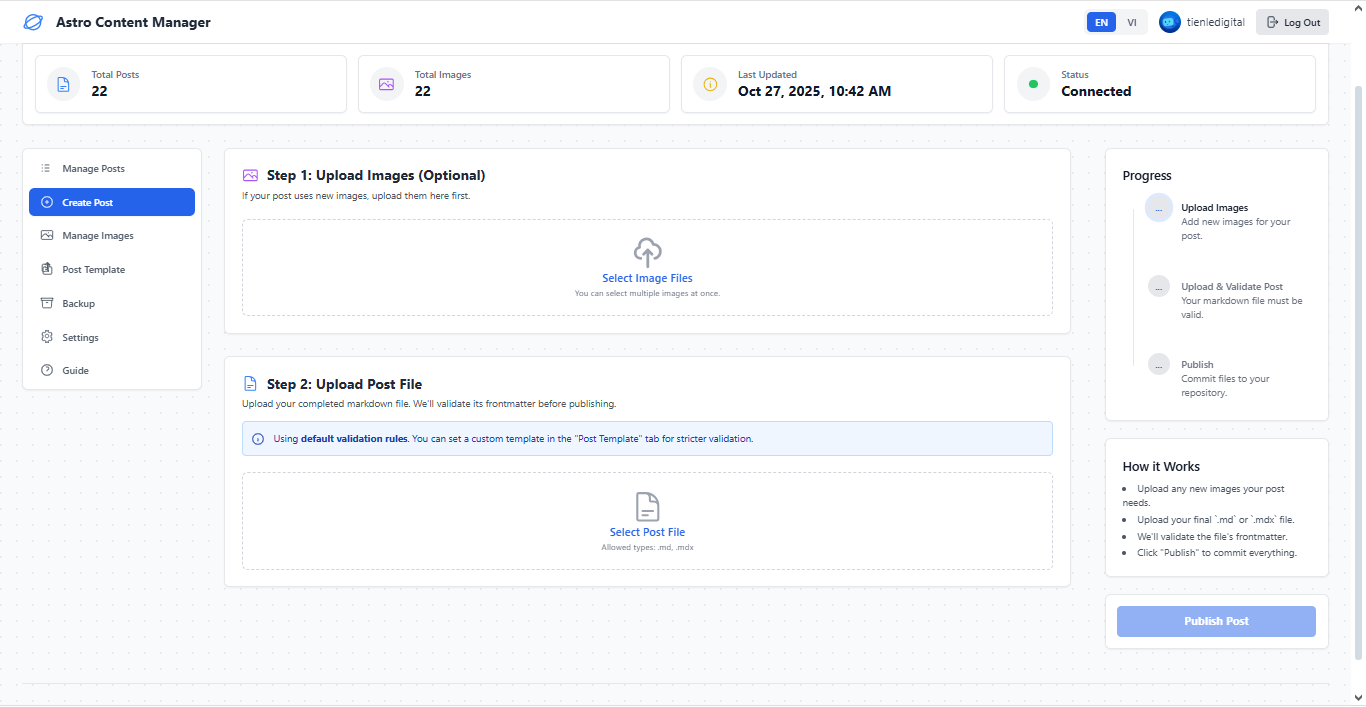 Astro Content Manager
EN
VI
tienledigital
Log Out
Total Posts
22
Total Images
22
Last Updated
Oct 27, 2025, 10:42 AM
Status
Connected
Manage Posts
Create Post
Manage Images
Post Template
Backup
Settings
Guide
Step 1: Upload Images (Optional)
If your post uses new images, upload them here first.
Select Image Files
You can select multiple images at once.
Step 2: Upload Post File
Upload your completed markdown file. We'll validate its frontmatter before publishing.
Using default validation rules. You can set a custom template in the "Post Template" tab for stricter validation.
Select Post File
Allowed types: .md, .mdx
Progress
...
Upload Images
Add new images for your
post.
...
Upload & Validate Post
Your markdown file must be
valid.
...
Publish
Commit files to your
repository.
How it Works
• Upload any new images your post
needs.
• Upload your final `.md` or `.mdx` file.
• We'll validate the file's frontmatter.
• Click "Publish" to commit everything.
Publish Post